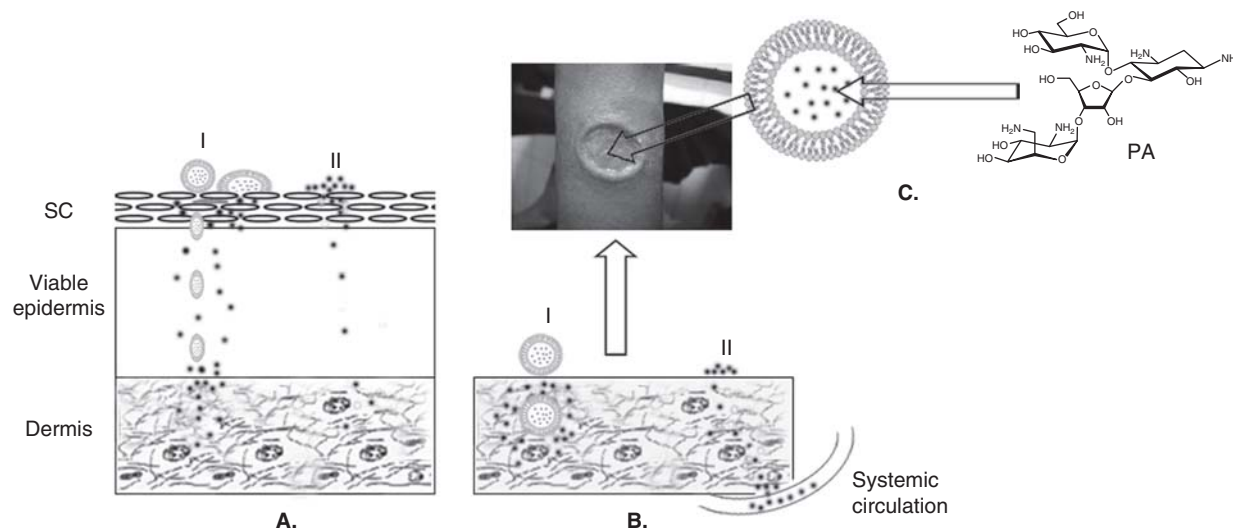 I
II
SC
Viable
epidermis
Dermis
A.
I
II
Systemic
circulation
B.
C.
OH
HO
O
HO
NH2
H2N
O
O
OH
HO
O
O
OH
H2N
NH2
HO
HO
O
PA